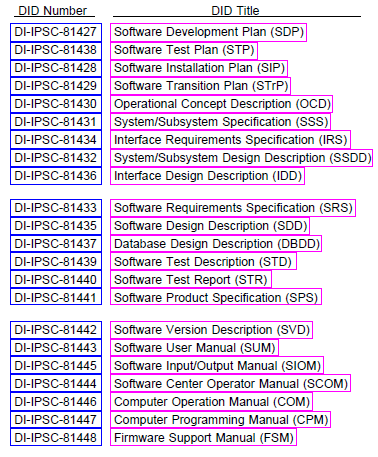 DID Number DID Title
DI-IPSC-81427 Software Development Plan (SDP)
DI-IPSC-81438 Software Test Plan (STP)
DI-IPSC-81428 Software Installation Plan (SIP)
DI-IPSC-81429 Software Transition Plan (STrP)
DI-IPSC-81430 Operational Concept Description (OCD)
DI-IPSC-81431 System/Subsystem Specification (SSS)
DI-IPSC-81434 Interface Requirements Specification (IRS)
DI-IPSC-81432 System/Subsystem Design Description (SSDD)
DI-IPSC-81436 Interface Design Description (IDD)
DI-IPSC-81433 Software Requirements Specification (SRS)
DI-IPSC-81435 Software Design Description (SDD)
DI-IPSC-81437 Database Design Description (DBDD)
DI-IPSC-81439 Software Test Description (STD)
DI-IPSC-81440 Software Test Report (STR)
DI-IPSC-81441 Software Product Specification (SPS)
DI-IPSC-81442 Software Version Description (SVD)
DI-IPSC-81443 Software User Manual (SUM)
DI-IPSC-81445 Software Input/Output Manual (SIOM)
DI-IPSC-81444 Software Center Operator Manual (SCOM)
DI-IPSC-81446 Computer Operation Manual (COM)
DI-IPSC-81447 Computer Programming Manual (CPM)
DI-IPSC-81448 Firmware Support Manual (FSM)